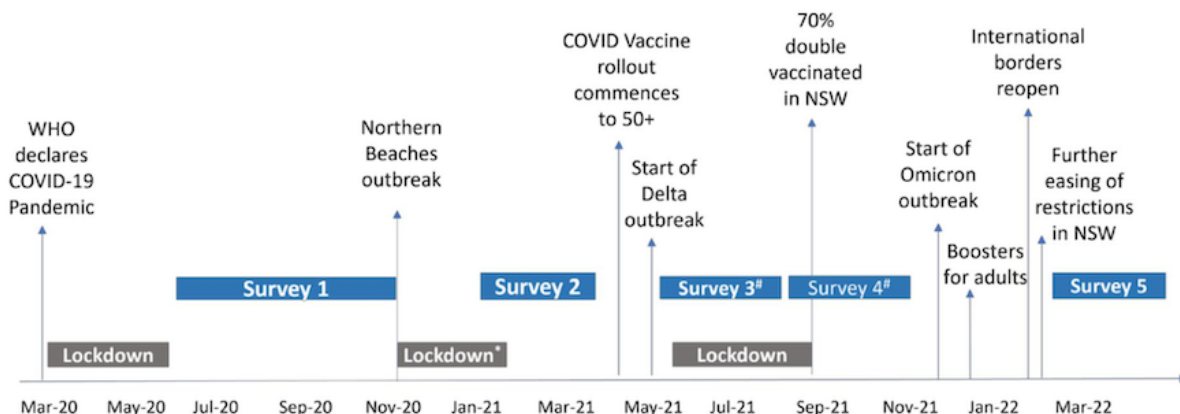 WHO
declares
COVID-19
Pandemic
Northern
Beaches
outbreak
COVID Vaccine
rollout
commences
to 50+
Start of
Delta
outbreak
70%
double
vaccinated
in NSW
Start of
Omicron
outbreak
Boosters
for adults
International
borders
reopen
Further
easing of
restrictions
in NSW
Survey 1
Survey 2
Survey 3#
Survey 4#
Survey 5
Lockdown
Lockdown*
Lockdown
Mar-20 May-20 Jul-20 Sep-20 Nov-20 Jan-21 Mar-21 May-21 Jul-21 Sep-21 Nov-21 Jan-22 Mar-22